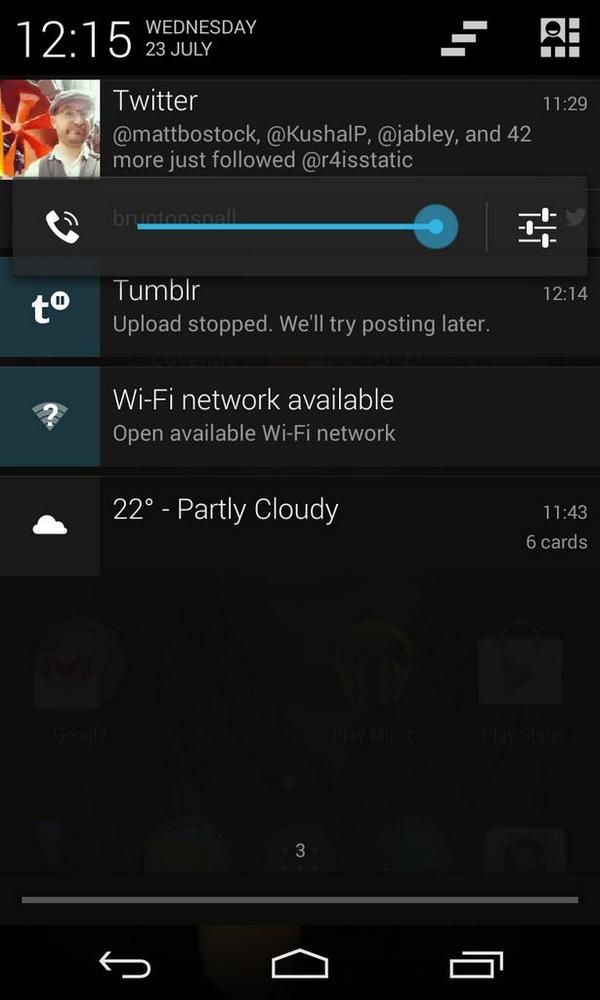 12:15
WEDNESDAY
23 JULY
Twitter
11:29
@mattbostock, @KushalP, @jabley, and 42
more just followed @r4isstatic
bruntonspall
Tumblr
12:14
Upload stopped. We'll try posting later.
Coventry
Wi-Fi network available
Open available Wi-Fi network
22° - Partly Cloudy
11:43
6 cards
Google
Play Music
Play Store
3